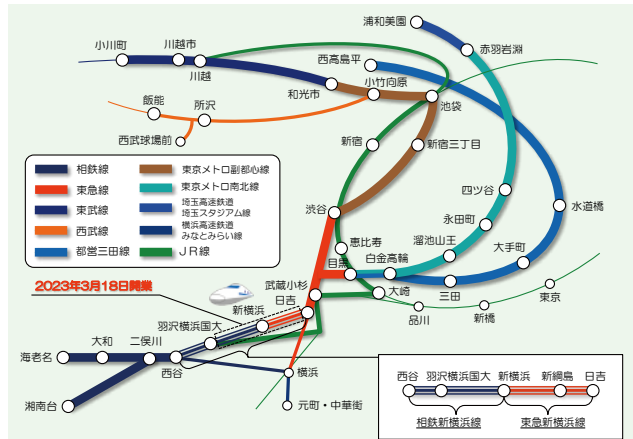 浦和美園
小川町
川越市
川越
西高島平
赤羽岩淵
和光市
小竹向原
池袋
飯能
所沢
西武球場前
新宿
新宿三丁目
相鉄線
東急線
東武線
西武線
都営三田線
東京メトロ副都心線
東京メトロ南北線
埼玉高速鉄道
埼玉スタジアム線
横浜高速鉄道
みなとみらい線
JR線
四ツ谷
永田町
水道橋
渋谷
恵比寿
溜池山王
白金高輪
大手町
目黒
三田
大崎
品川
新橋
東京
2023年3月18日開業
武蔵小杉
日吉
新横浜
羽沢横浜国大
海老名
大和
二俣川
西谷
横浜
湘南台
元町・中華街
西谷 羽沢横浜国大 新横浜 新綱島 日吉
相鉄新横浜線 東急新横浜線